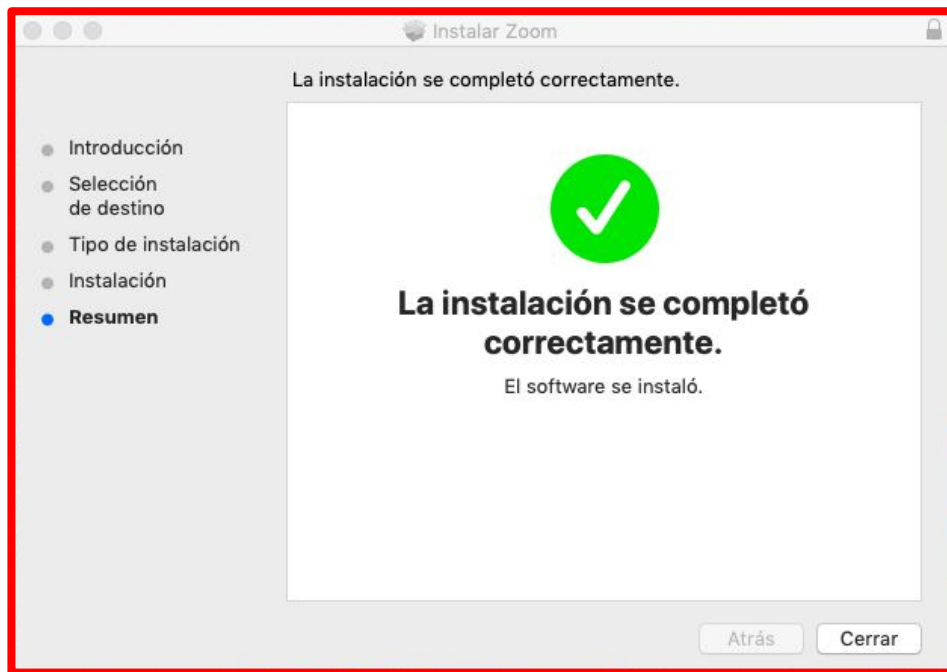 Instalar Zoom
La instalación se completó correctamente.
Introducción
Selección
de destino
Tipo de instalación
Instalación
Resumen
La instalación se completó
correctamente.
El software se instaló.
Atrás
Cerrar